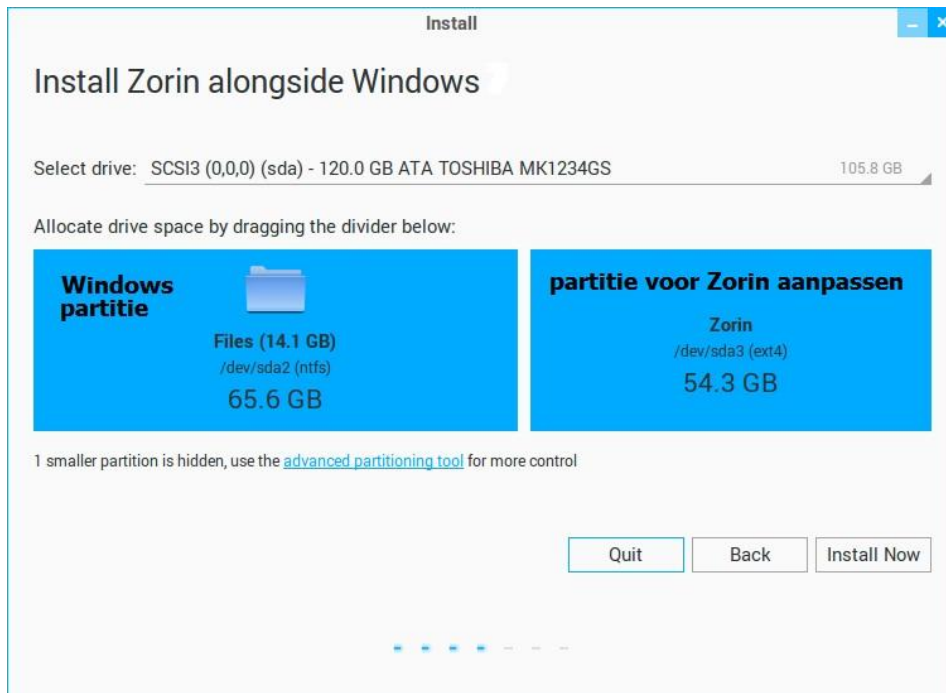 Install
Install Zorin alongside Windows
Select drive: SCSI3 (0,0,0) (sda) - 120.0 GB ATA TOSHIBA MK1234GS 105.8 GB
Allocate drive space by dragging the divider below:
Windows
partitie
Files (14.1 GB)
/dev/sda2 (ntfs)
65.6 GB
partitie voor Zorin aanpassen
Zorin
/dev/sda3 (ext4)
54.3 GB
1 smaller partition is hidden, use the advanced partitioning tool for more control
Quit Back Install Now